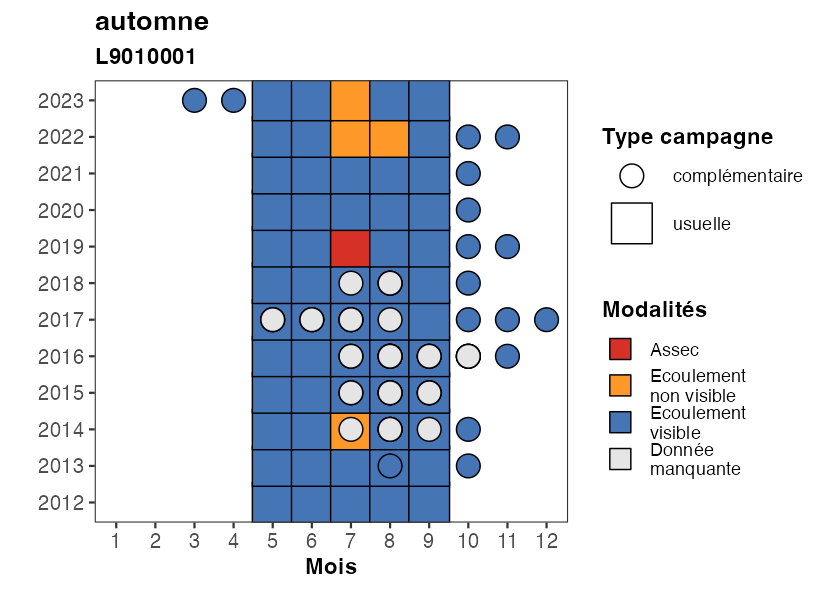 automne
L9010001
2023
2022
2021
2020
2019
2018
2017
2016
2015
2014
2013
2012
1 2 3 4 5 6 7 8 9 10 11 12
Mois
Type campagne
complémentaire
usuelle
Modalités
Assec
Ecoulement
non visible
Ecoulement
visible
Donnée
manquante